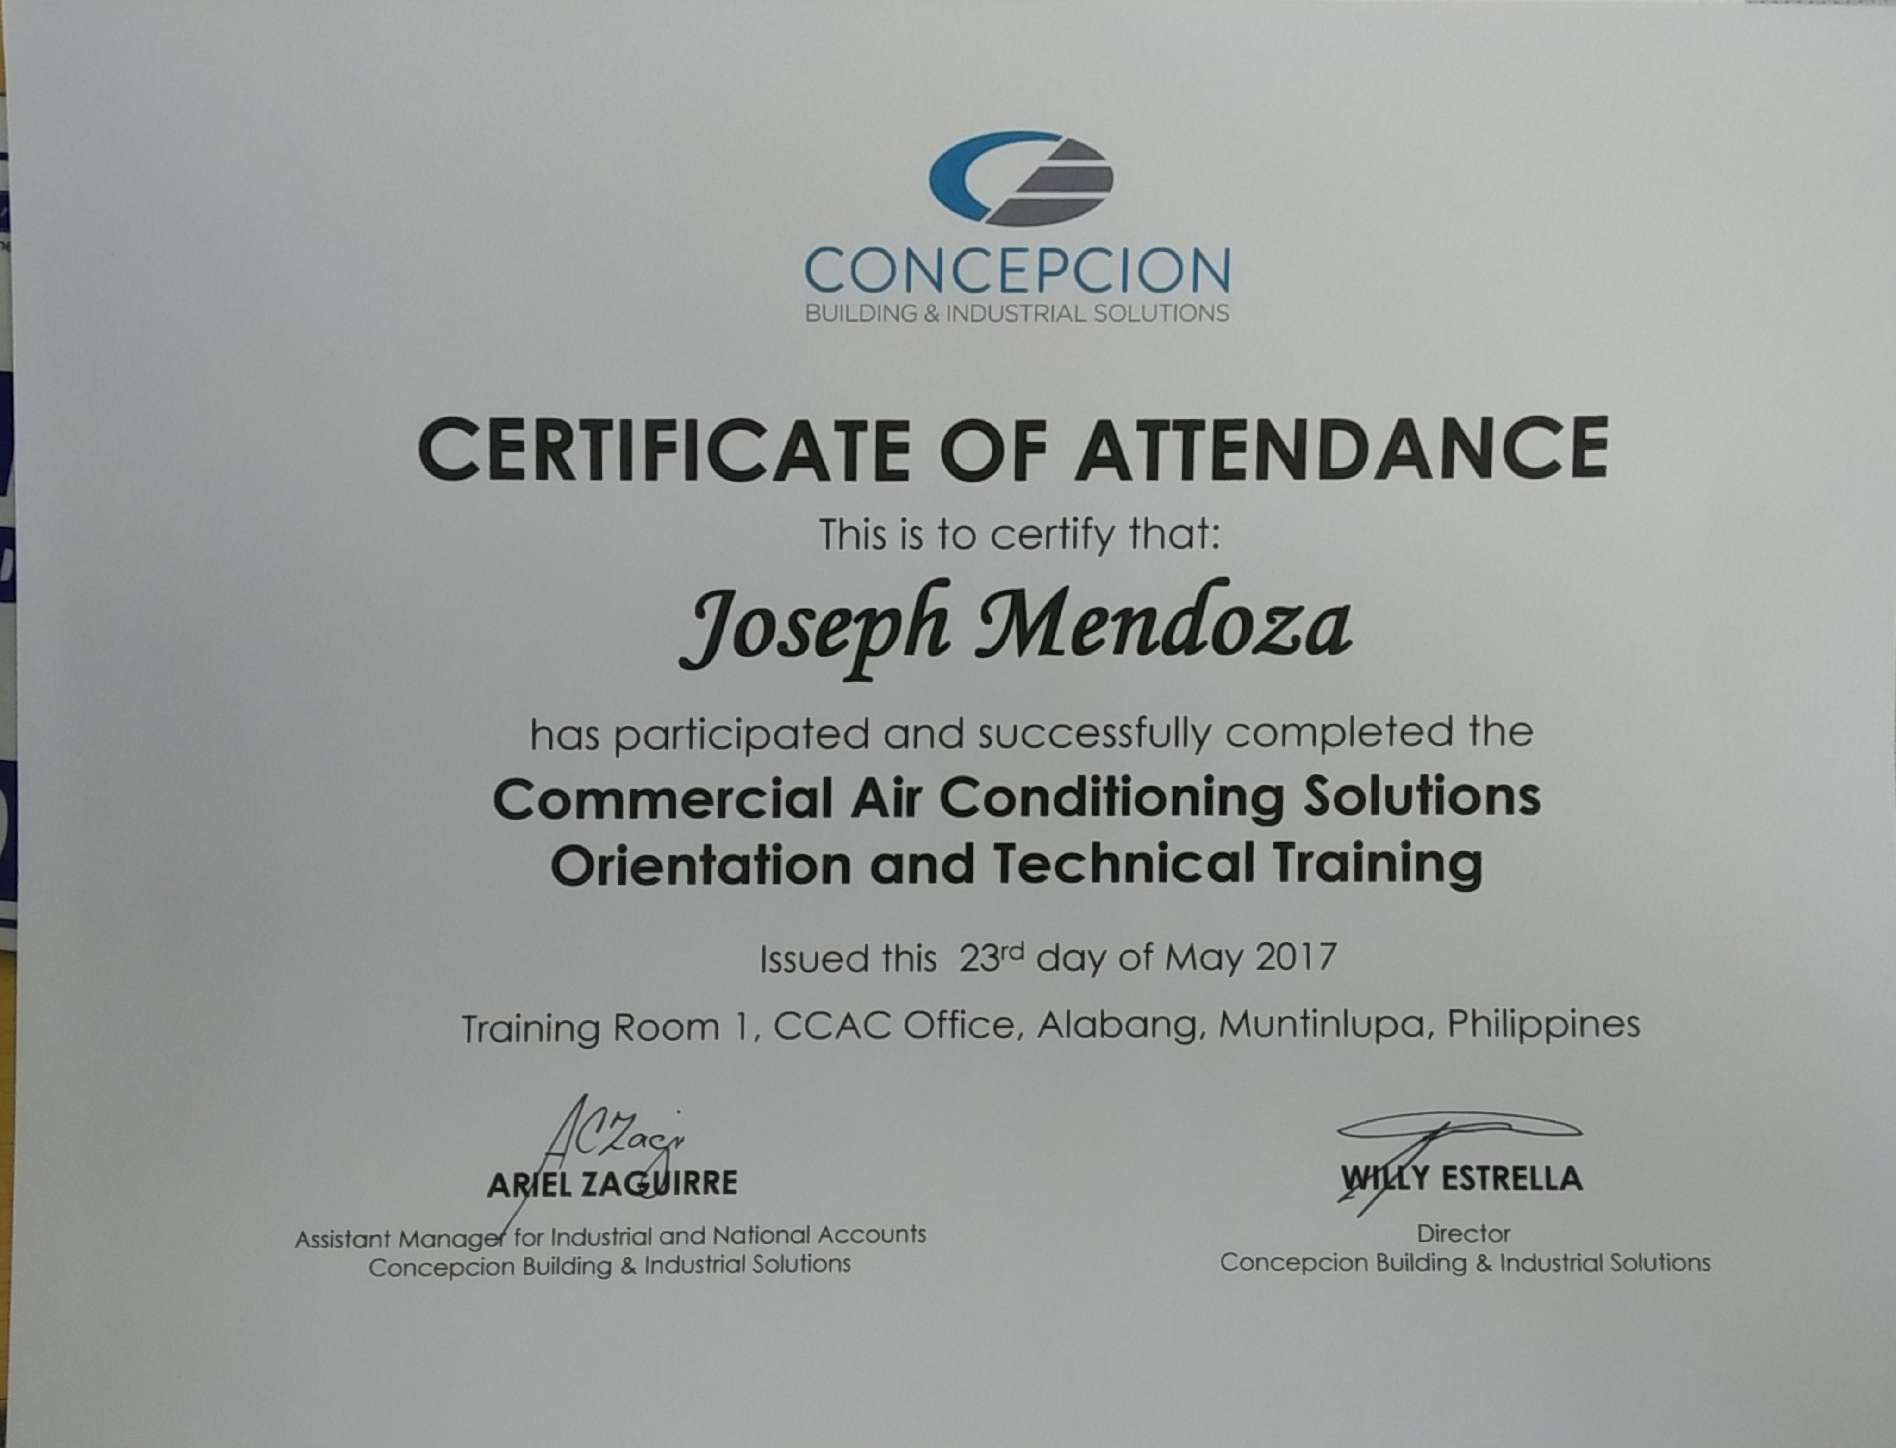 CONCEPCION
BUILDING & INDUSTRIAL SOLUTIONS
CERTIFICATE OF ATTENDANCE
This is to certify that:
Joseph Mendoza
has participated and successfully completed the
Commercial Air Conditioning Solutions
Orientation and Technical Training
Issued this 23rd day of May 2017
Training Room 1, CCAC Office, Alabang, Muntinlupa, Philippines
ARIEL ZAGUIRRE
Assistant Manager for Industrial and National Accounts
Concepcion Building & Industrial Solutions
WILLY ESTRELLA
Director
Concepcion Building & Industrial Solutions